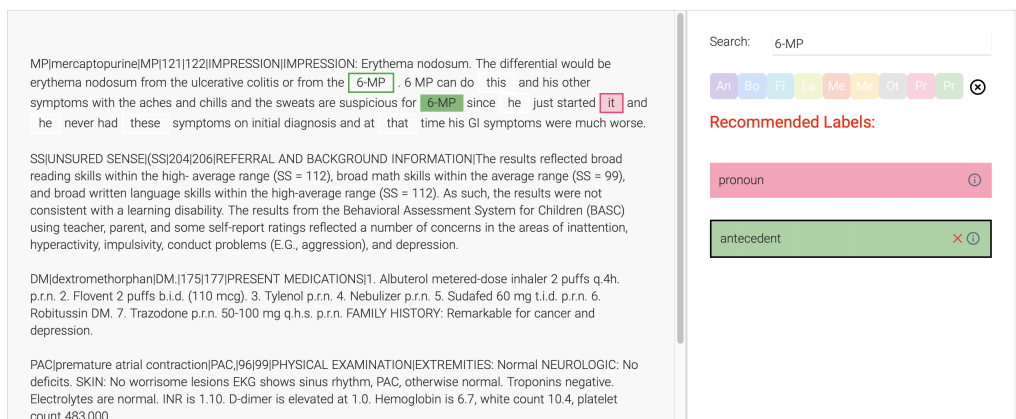 MP|mercaptopurine|MP|121|122|IMPRESSION|IMPRESSION: Erythema nodosum. The differential would be
erythema nodosum from the ulcerative colitis or from the 6-MP . 6 MP can do this and his other
symptoms with the aches and chills and the sweats are suspicious for 6-MP since he just started it and
he never had these symptoms on initial diagnosis and at that time his GI symptoms were much worse.
SS|UNSURED SENSE|(SS|204|206|REFERRAL AND BACKGROUND INFORMATION|The results reflected broad
reading skills within the high- average range (SS = 112), broad math skills within the average range (SS = 99),
and broad written language skills within the high-average range (SS = 112). As such, the results were not
consistent with a learning disability. The results from the Behavioral Assessment System for Children (BASC)
using teacher, parent, and some self-report ratings reflected a number of concerns in the areas of inattention,
hyperactivity, impulsivity, conduct problems (E.G., aggression), and depression.
DM|dextromethorphan|DM.|175|177|PRESENT MEDICATIONS|1. Albuterol metered-dose inhaler 2 puffs q.4h.
p.r.n. 2. Flovent 2 puffs b.i.d. (110 mcg). 3. Tylenol p.r.n. 4. Nebulizer p.r.n. 5. Sudafed 60 mg t.i.d. p.r.n. 6.
Robitussin DM. 7. Trazodone p.r.n. 50-100 mg q.h.s. p.r.n. FAMILY HISTORY: Remarkable for cancer and
depression.
PAC|premature atrial contraction|PAC,|96|99|PHYSICAL EXAMINATION|EXTREMITIES: Normal NEUROLOGIC: No
deficits. SKIN: No worrisome lesions EKG shows sinus rhythm, PAC, otherwise normal. Troponins negative.
Electrolytes are normal. INR is 1.10. D-dimer is elevated at 1.0. Hemoglobin is 6.7, white count 10.4, platelet
count 483,000
Search: 6-MP
An Bo Fi La Me Me Ot Pr Pr
Recommended Labels:
pronoun
antecedent